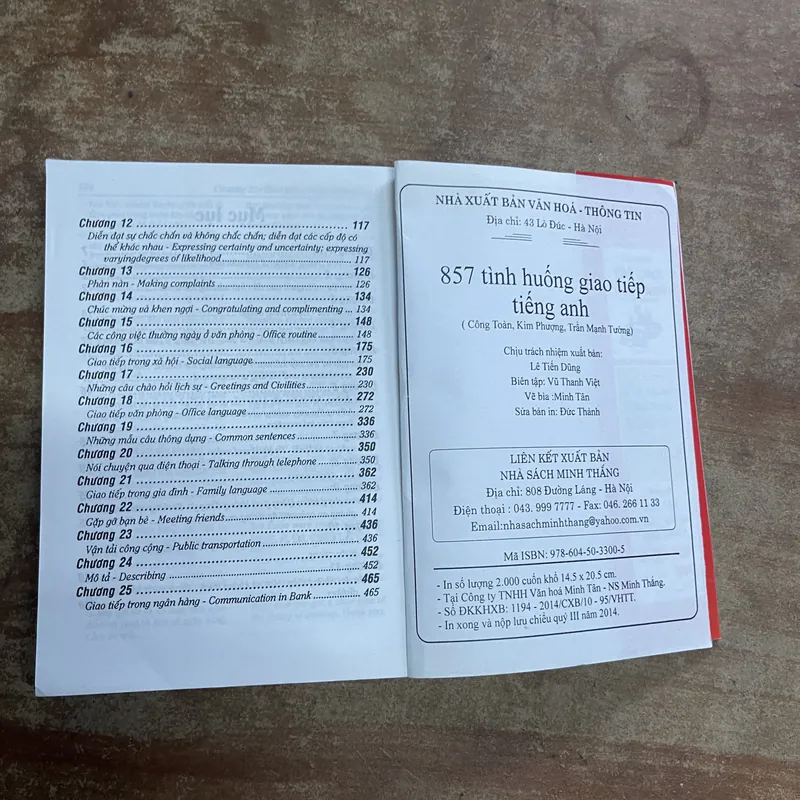 Chương 12 ........................................................ 117
Diễn đạt sự chắc chắn và không chắc chắn; diễn đạt các cấp độ có
thể khác nhau - Expressing certainty and uncertainty; expressing
varyingdegrees of likelihood ........................................ 117
Chương 13 ........................................................ 126
Phàn nàn - Making complaints ........................................ 126
Chương 14 ........................................................ 134
Chúc mừng và khen ngợi - Congratulating and complimenting ... 134
Chương 15 ........................................................ 148
Các công việc thường ngày ở văn phòng - Office routine ............ 148
Chương 16 ........................................................ 175
Giao tiếp trong xã hội - Social language ............................ 175
Chương 17 ........................................................ 230
Những câu chào hỏi lịch sự - Greetings and Civilities ............. 230
Chương 18 ........................................................ 272
Giao tiếp văn phòng - Office language .............................. 272
Chương 19 ........................................................ 336
Những mẫu câu thông dụng - Common sentences ................ 336
Chương 20 ........................................................ 350
Nói chuyện qua điện thoại - Talking through telephone ........... 350
Chương 21 ........................................................ 362
Giao tiếp trong gia đình - Family language ......................... 362
Chương 22 ........................................................ 414
Gặp gỡ bạn bè - Meeting friends .................................... 414
Chương 23 ........................................................ 436
Vận tải công cộng - Public transportation .......................... 436
Chương 24 ........................................................ 452
Mô tả - Describing ................................................. 452
Chương 25 ........................................................ 465
Giao tiếp trong ngân hàng - Communication in Bank ............... 465
NHÀ XUẤT BẢN VĂN HOÁ - THÔNG TIN
Địa chỉ: 43 Lò Đúc - Hà Nội
857 tình huống giao tiếp
tiếng anh
( Công Toàn, Kim Phượng, Trần Mạnh Tường)
Chịu trách nhiệm xuất bản:
Lê Tiến Dũng
Biên tập: Vũ Thanh Việt
Vẽ bìa :Minh Tân
Sửa bản in: Đức Thành
LIÊN KẾT XUẤT BẢN
NHÀ SÁCH MINH THẮNG
Địa chỉ: 808 Đường Láng - Hà Nội
Điện thoại : 043. 999 7777 - Fax: 046. 266 11 33
Email:nhasachminhthang@yahoo.com.vn
Mã ISBN: 978-604-50-3300-5
- In số lượng 2.000 cuốn khổ 14.5 x 20.5 cm.
- Tại Công ty TNHH Văn hoá Minh Tân - NS Minh Thắng.
- Số ĐKKHXB: 1194 - 2014/CXB/10 - 95/VHTT.
- In xong và nộp lưu chiểu quý III năm 2014.